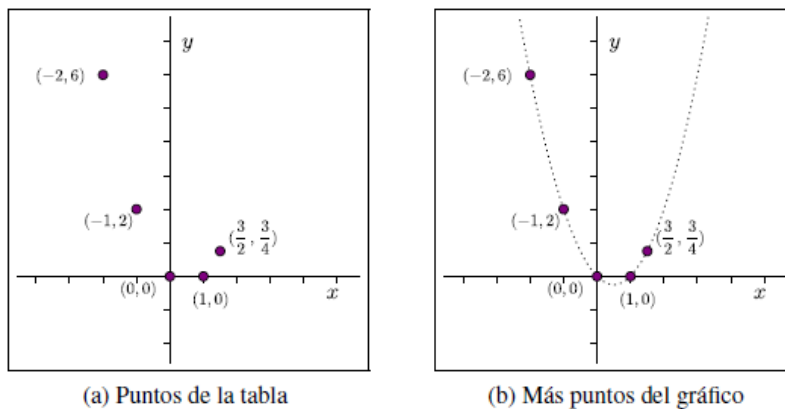 y
(−2, 6)
(−1, 2)
(3/2, 3/4)
(0, 0)
(1, 0)
x
(a) Puntos de la tabla
y
(−2, 6)
(−1, 2)
(3/2, 3/4)
(0, 0)
(1, 0)
x
(b) Más puntos del gráfico